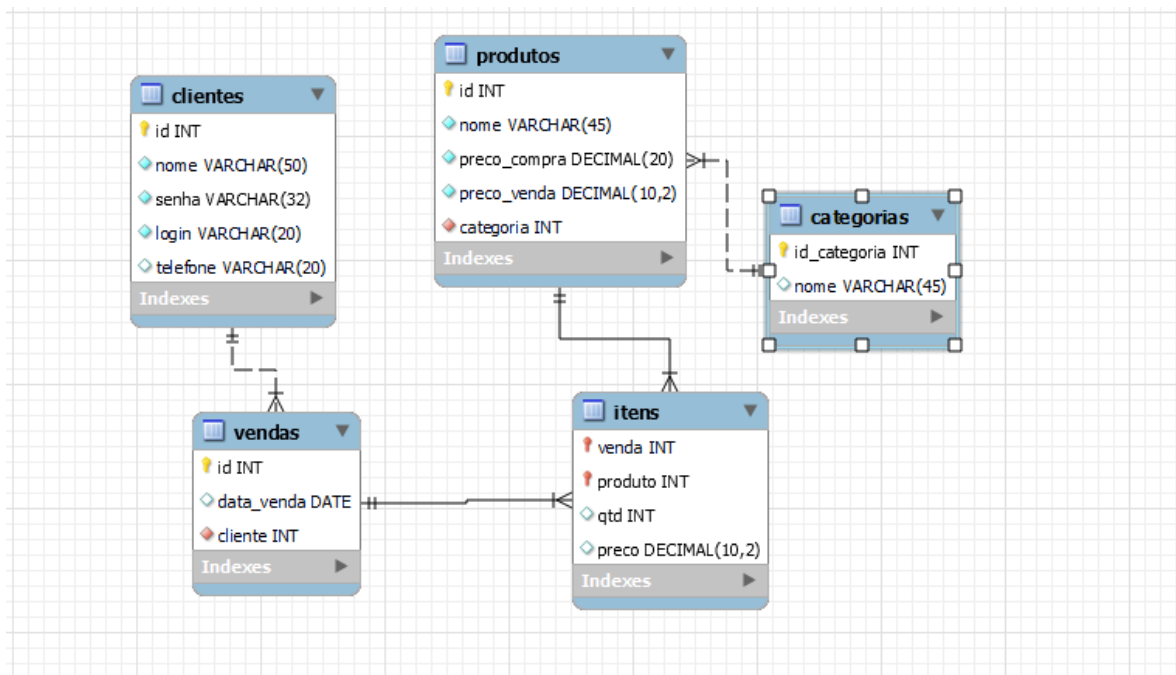 clientes
id INT
nome VARCHAR(50)
senha VARCHAR(32)
login VARCHAR(20)
telefone VARCHAR(20)
Indexes
produtos
id INT
nome VARCHAR(45)
preco_compra DECIMAL(20)
preco_venda DECIMAL(10,2)
categoria INT
Indexes
categorias
id_categoria INT
nome VARCHAR(45)
Indexes
vendas
id INT
data_venda DATE
cliente INT
Indexes
itens
venda INT
produto INT
qtd INT
preco DECIMAL(10,2)
Indexes